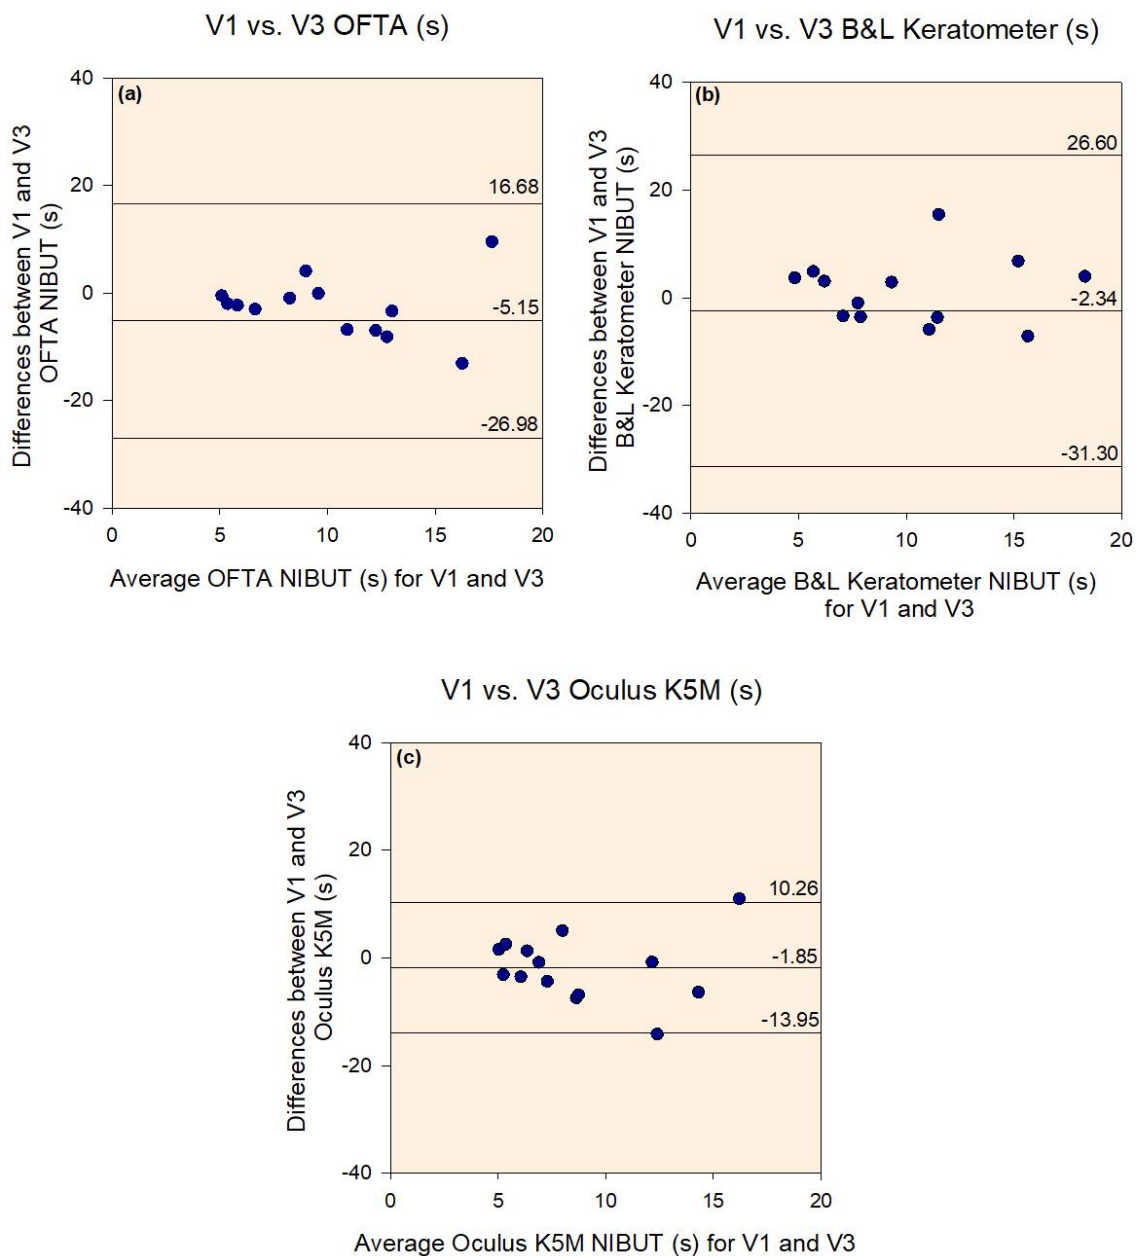 V1 vs. V3 OFTA (s)
(a)
Differences between V1 and V3
OFTA NIBUT (s)
40
20
0
-20
-40
16.68
-5.15
-26.98
0 5 10 15 20
Average OFTA NIBUT (s) for V1 and V3
V1 vs. V3 B&L Keratometer (s)
(b)
Differences between V1 and V3
B&L Keratometer NIBUT (s)
40
20
0
-20
-40
26.60
-2.34
-31.30
0 5 10 15 20
Average B&L Keratometer NIBUT (s)
for V1 and V3
V1 vs. V3 Oculus K5M (s)
(c)
Differences between V1 and V3
Oculus K5M (s)
40
20
0
-20
-40
10.26
-1.85
-13.95
0 5 10 15 20
Average Oculus K5M NIBUT (s) for V1 and V3